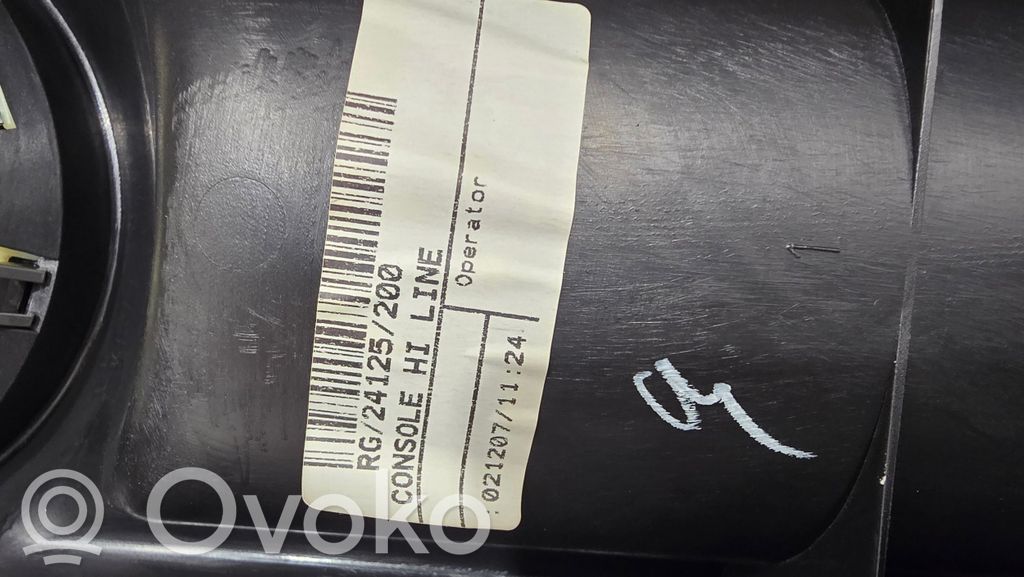 RG/24125/200
CONSOLE HI LINE
Operator
021207/11:24
Ovoko